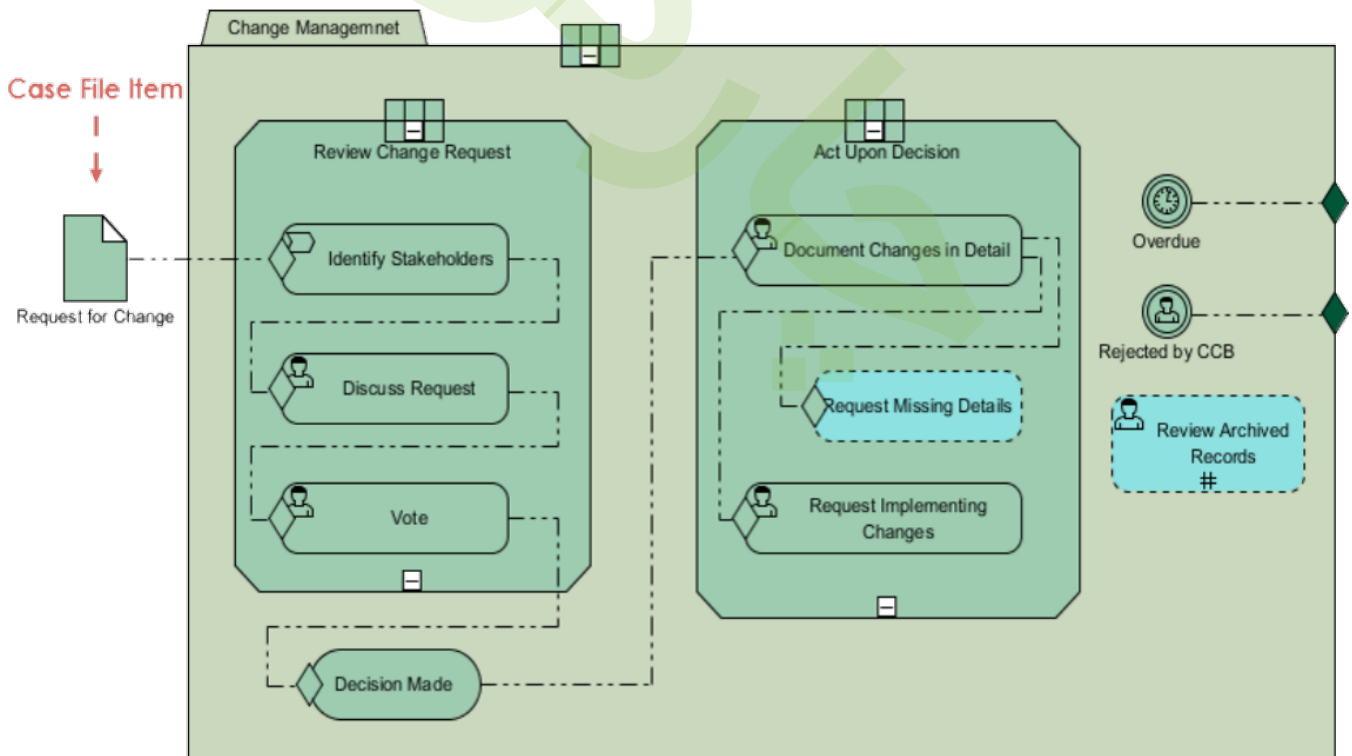 Change Managemnet
Case File Item
Request for Change
Review Change Request
Identify Stakeholders
Discuss Request
Vote
Decision Made
Act Upon Decision
Document Changes in Detail
Request Missing Details
Request Implementing
Changes
Overdue
Rejected by CCB
Review Archived
Records
#